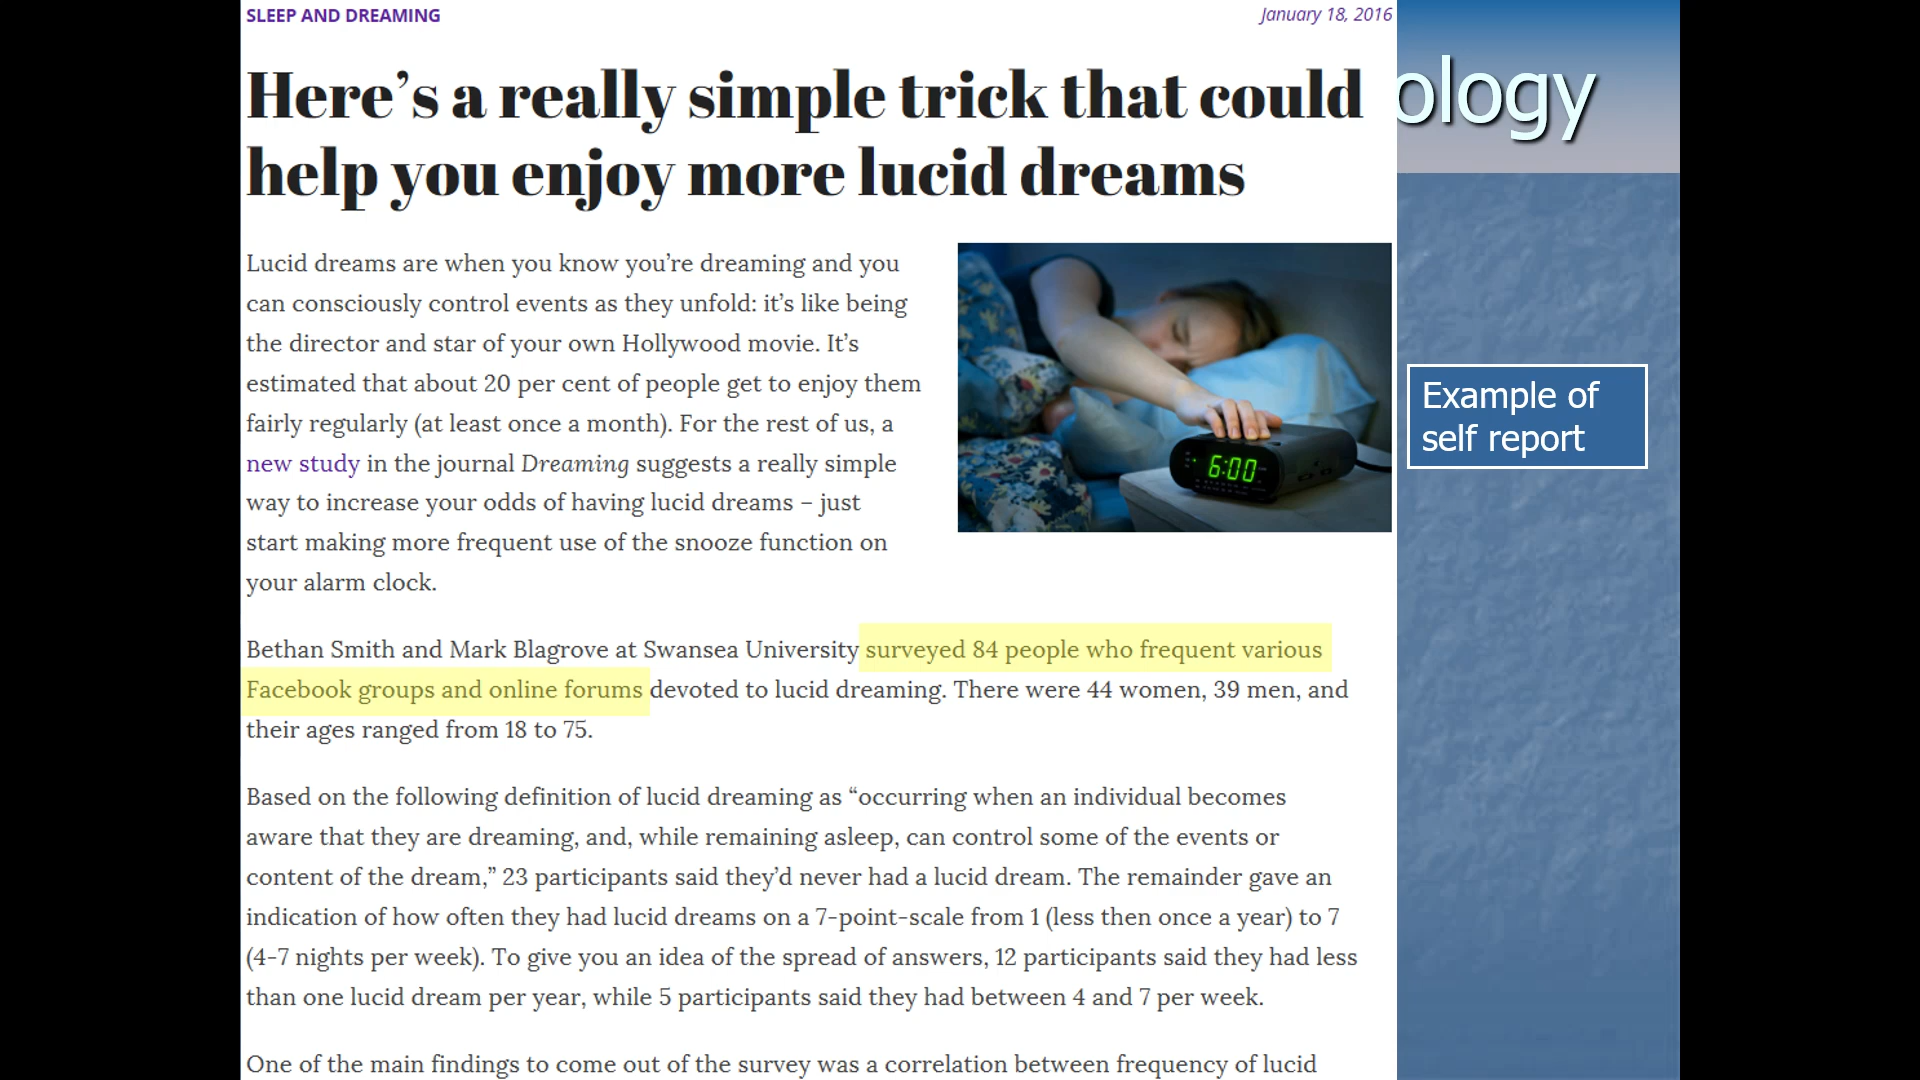 SLEEP AND DREAMING
January 18, 2016
Here’s a really simple trick that could
help you enjoy more lucid dreams
ology
Lucid dreams are when you know you’re dreaming and you
can consciously control events as they unfold: it’s like being
the director and star of your own Hollywood movie. It’s
estimated that about 20 per cent of people get to enjoy them
fairly regularly (at least once a month). For the rest of us, a
new study in the journal Dreaming suggests a really simple
way to increase your odds of having lucid dreams – just
start making more frequent use of the snooze function on
your alarm clock.
6:00
Example of
self report
Bethan Smith and Mark Blagrove at Swansea University surveyed 84 people who frequent various
Facebook groups and online forums devoted to lucid dreaming. There were 44 women, 39 men, and
their ages ranged from 18 to 75.
Based on the following definition of lucid dreaming as “occurring when an individual becomes
aware that they are dreaming, and, while remaining asleep, can control some of the events or
content of the dream,” 23 participants said they’d never had a lucid dream. The remainder gave an
indication of how often they had lucid dreams on a 7-point-scale from 1 (less then once a year) to 7
(4-7 nights per week). To give you an idea of the spread of answers, 12 participants said they had less
than one lucid dream per year, while 5 participants said they had between 4 and 7 per week.
One of the main findings to come out of the survey was a correlation between frequency of lucid